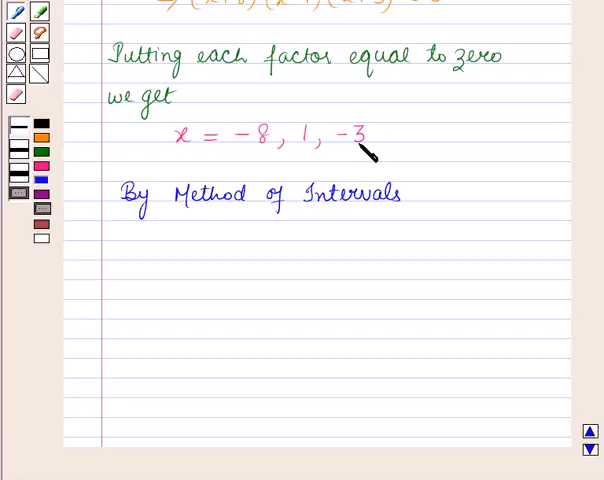 Putting each factor equal to zero
we get
x = -8, 1, -3
By Method of Intervals